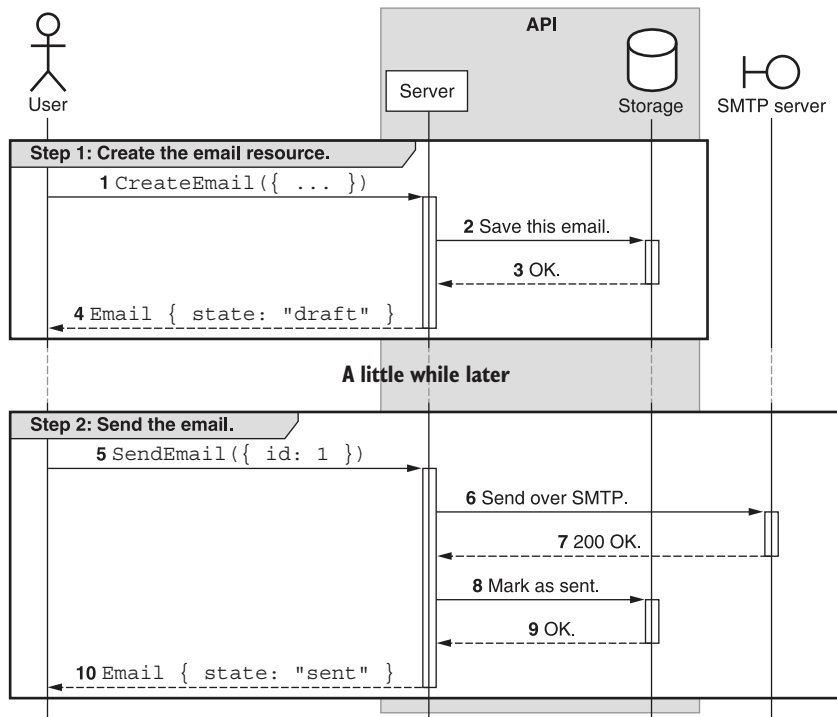 API
User
Server
Storage
SMTP server
Step 1: Create the email resource.
1 CreateEmail({ ... })
2 Save this email.
3 OK.
4 Email { state: "draft" }
A little while later
Step 2: Send the email.
5 SendEmail({ id: 1 })
6 Send over SMTP.
7 200 OK.
8 Mark as sent.
9 OK.
10 Email { state: "sent" }